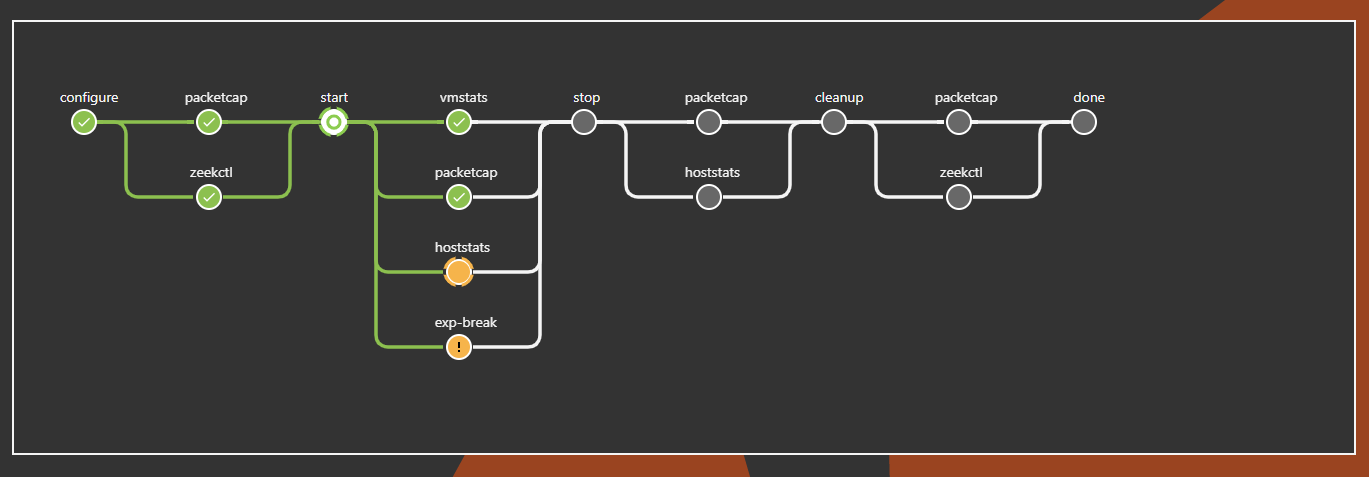 configure
packetcap
start
vmstats
stop
packetcap
cleanup
packetcap
done
zeekctl
packetcap
hoststats
zeekctl
hoststats
exp-break
!